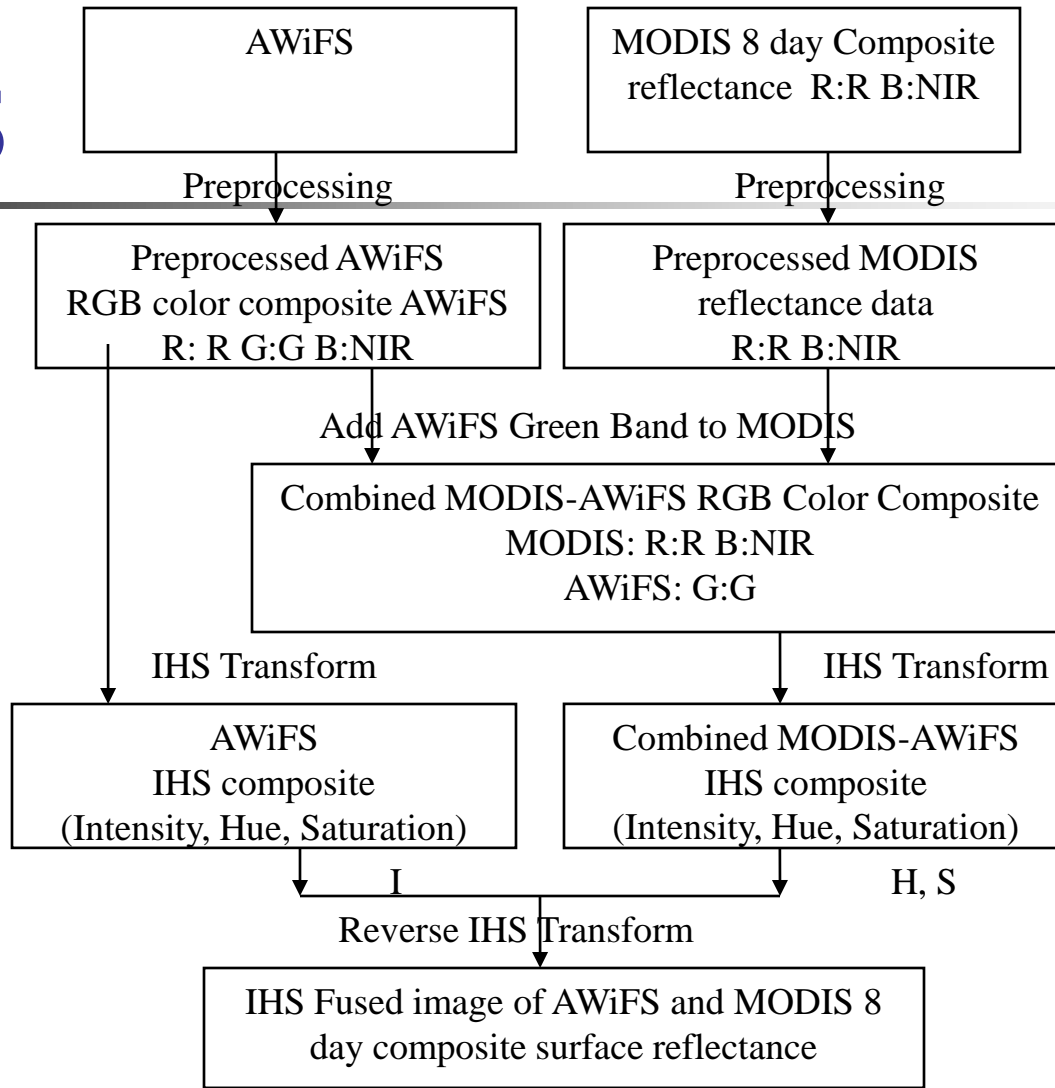 AWiFS
MODIS 8 day Composite
reflectance R:R B:NIR
Preprocessing
Preprocessing
Preprocessed AWiFS
RGB color composite AWiFS
R: R G:G B:NIR
Preprocessed MODIS
reflectance data
R:R B:NIR
Add AWiFS Green Band to MODIS
Combined MODIS-AWiFS RGB Color Composite
MODIS: R:R B:NIR
AWiFS: G:G
IHS Transform
IHS Transform
AWiFS
IHS composite
(Intensity, Hue, Saturation)
Combined MODIS-AWiFS
IHS composite
(Intensity, Hue, Saturation)
I
H, S
Reverse IHS Transform
IHS Fused image of AWiFS and MODIS 8
day composite surface reflectance